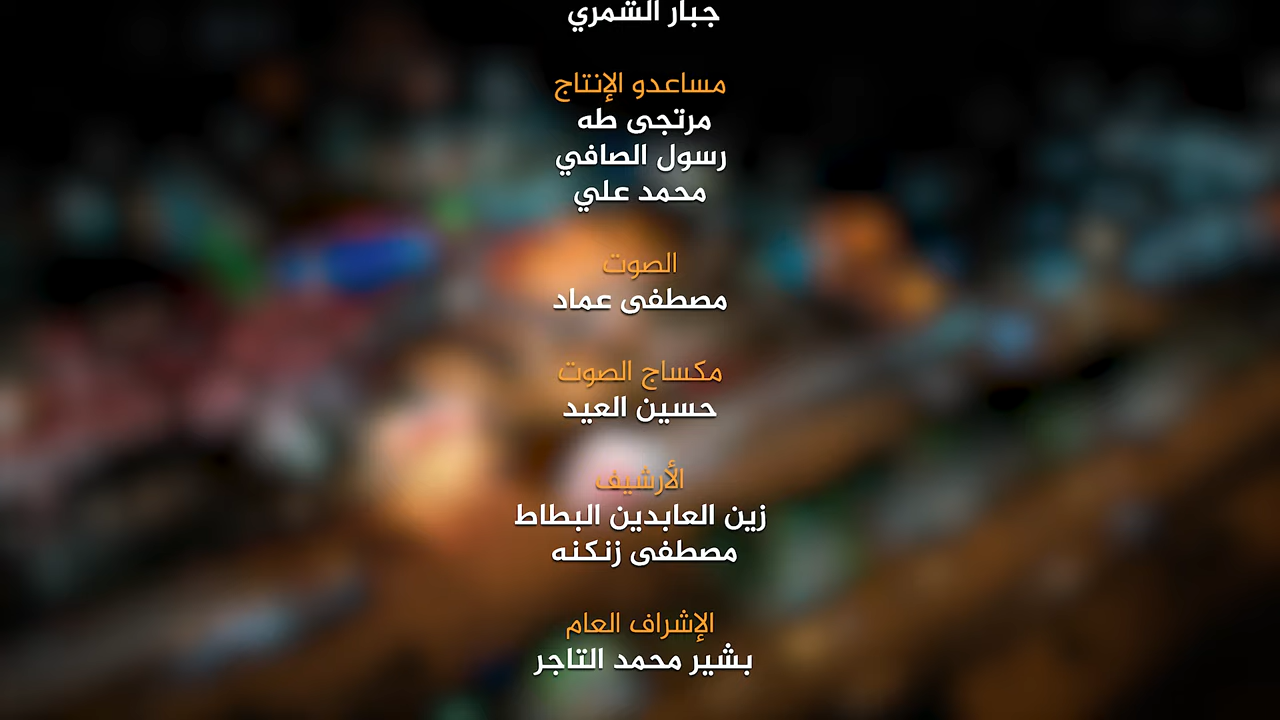 جبار الشمري
مساعدو الإنتاج
مرتجى طه
رسول الصافي
محمد علي
الصوت
مصطفى عماد
مكساج الصوت
حسين العيد
الأرشيف
زين العابدين البطاط
مصطفى زنكنه
الإشراف العام
بشير محمد التاجر